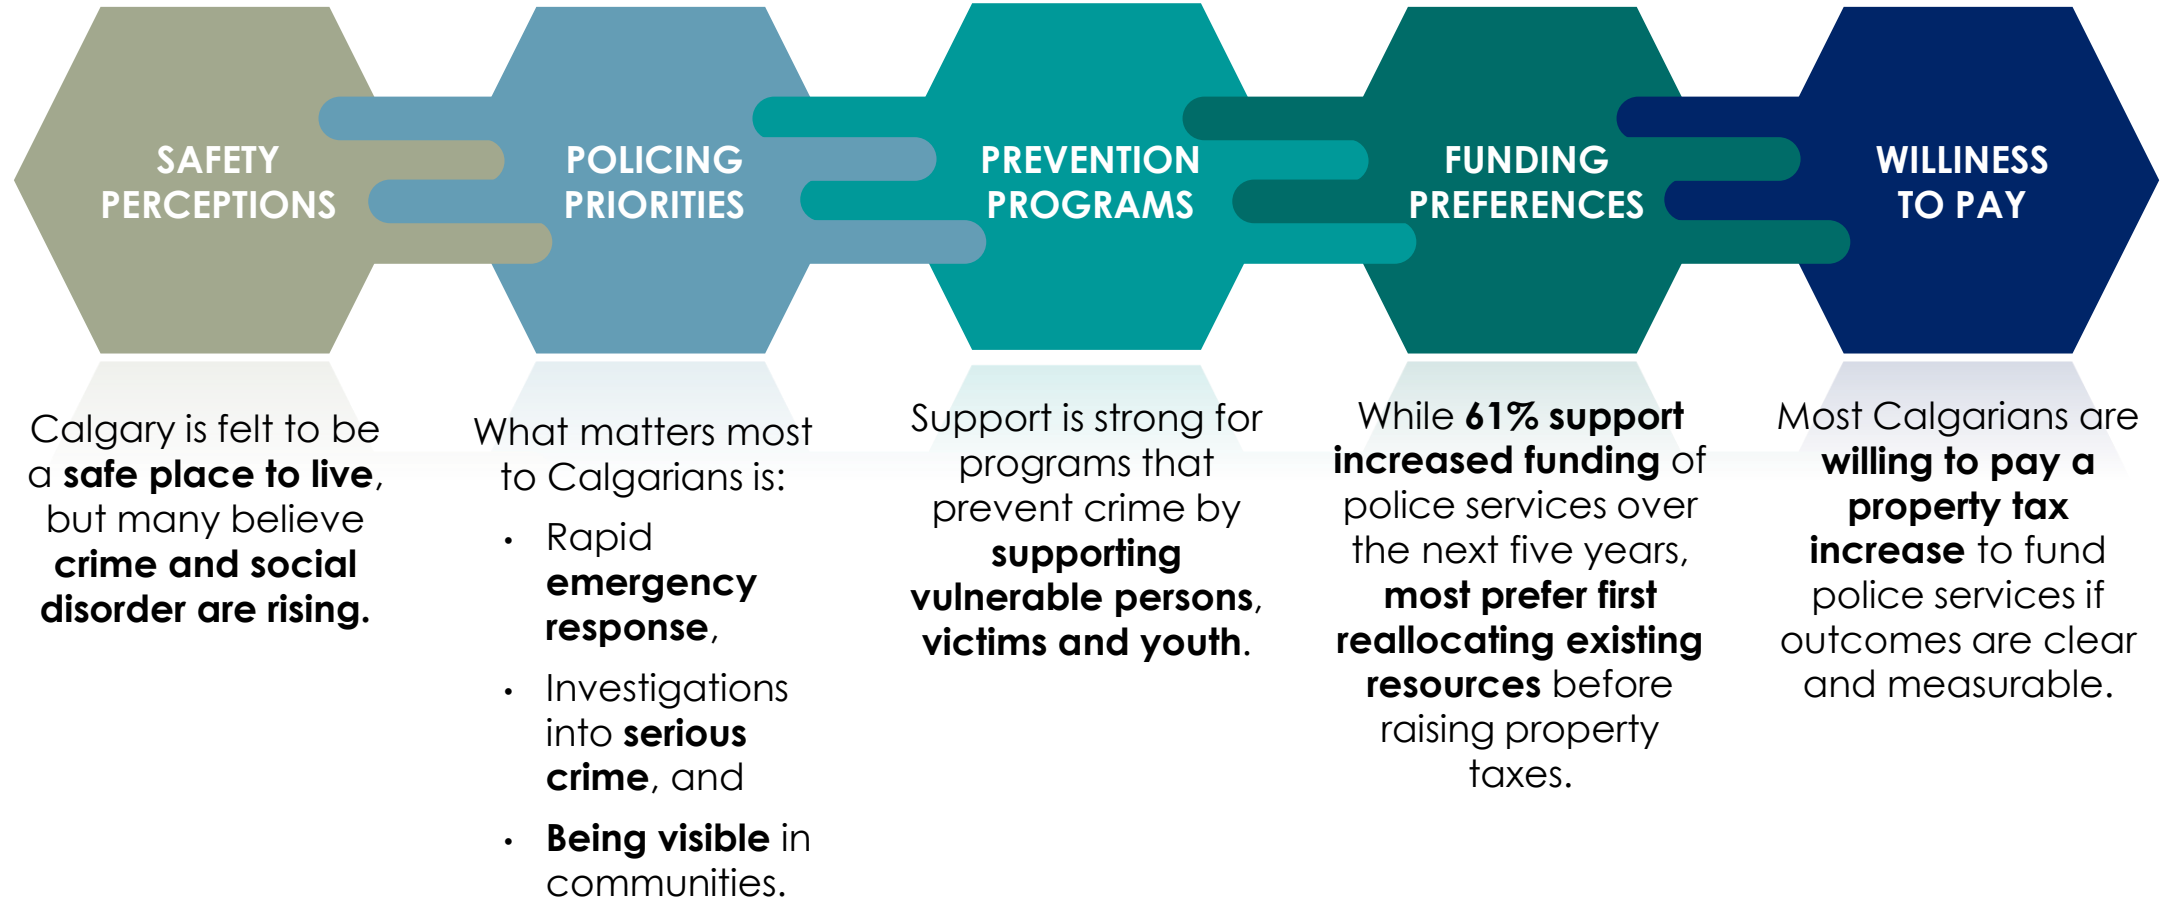 SAFETY
PERCEPTIONS
Calgary is felt to be
a safe place to live,
but many believe
crime and social
disorder are rising.
POLICING
PRIORITIES
What matters most
to Calgarians is:
• Rapid
emergency
response,
• Investigations
into serious
crime, and
• Being visible in
communities.
PREVENTION
PROGRAMS
Support is strong for
programs that
prevent crime by
supporting
vulnerable persons,
victims and youth.
FUNDING
PREFERENCES
While 61% support
increased funding of
police services over
the next five years,
most prefer first
reallocating existing
resources before
raising property
taxes.
WILLINESS
TO PAY
Most Calgarians are
willing to pay a
property tax
increase to fund
police services if
outcomes are clear
and measurable.